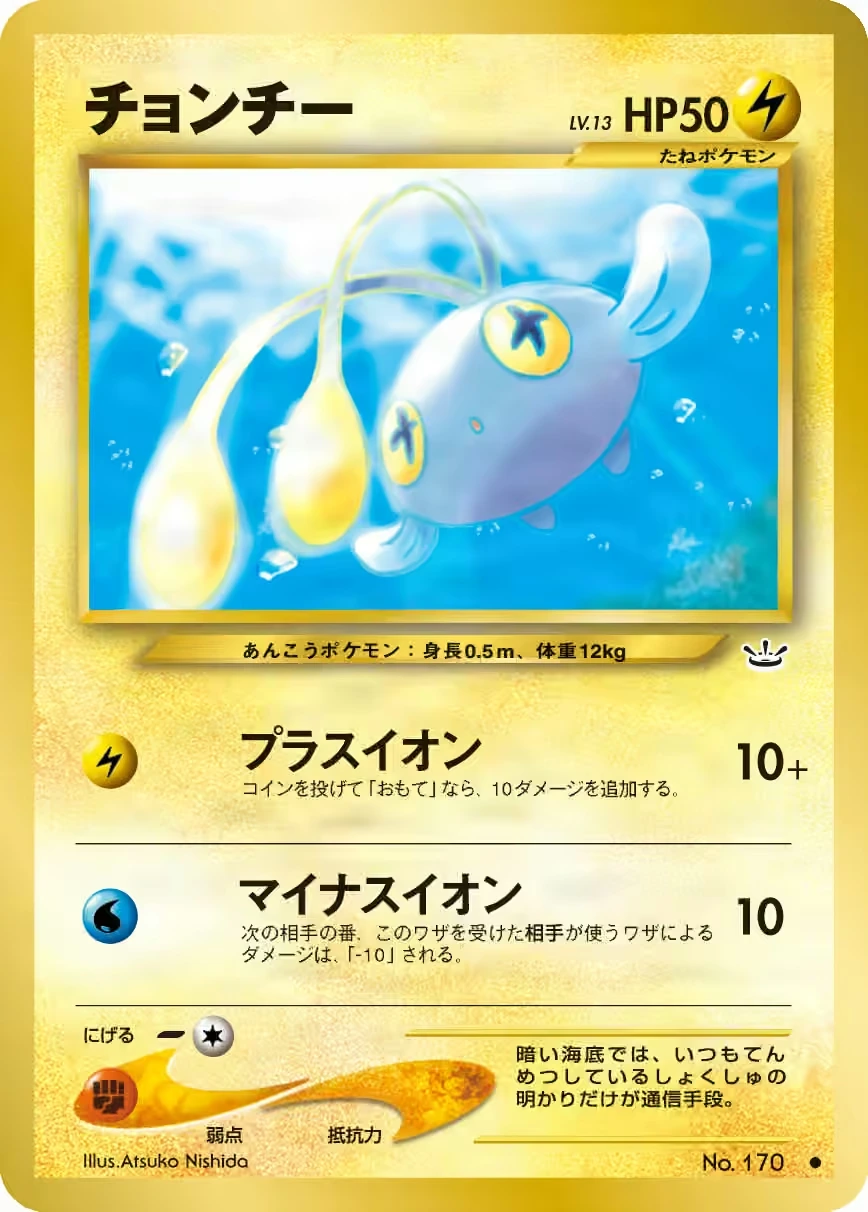 チョンチー
LV.13 HP50
たねポケモン
あんこうポケモン：身長0.5m、体重12kg
プラスイオン 10+
コインを投げて「おもて」なら、10ダメージを追加する。
マイナスイオン 10
次の相手の番、このワザを受けた相手が使うワザによる
ダメージは、「-10」される。
にげる
暗い海底では、いつもてん
めつしているしょくしゅの
明かりだけが通信手段。
弱点 抵抗力
Illus.Atsuko Nishida
No. 170